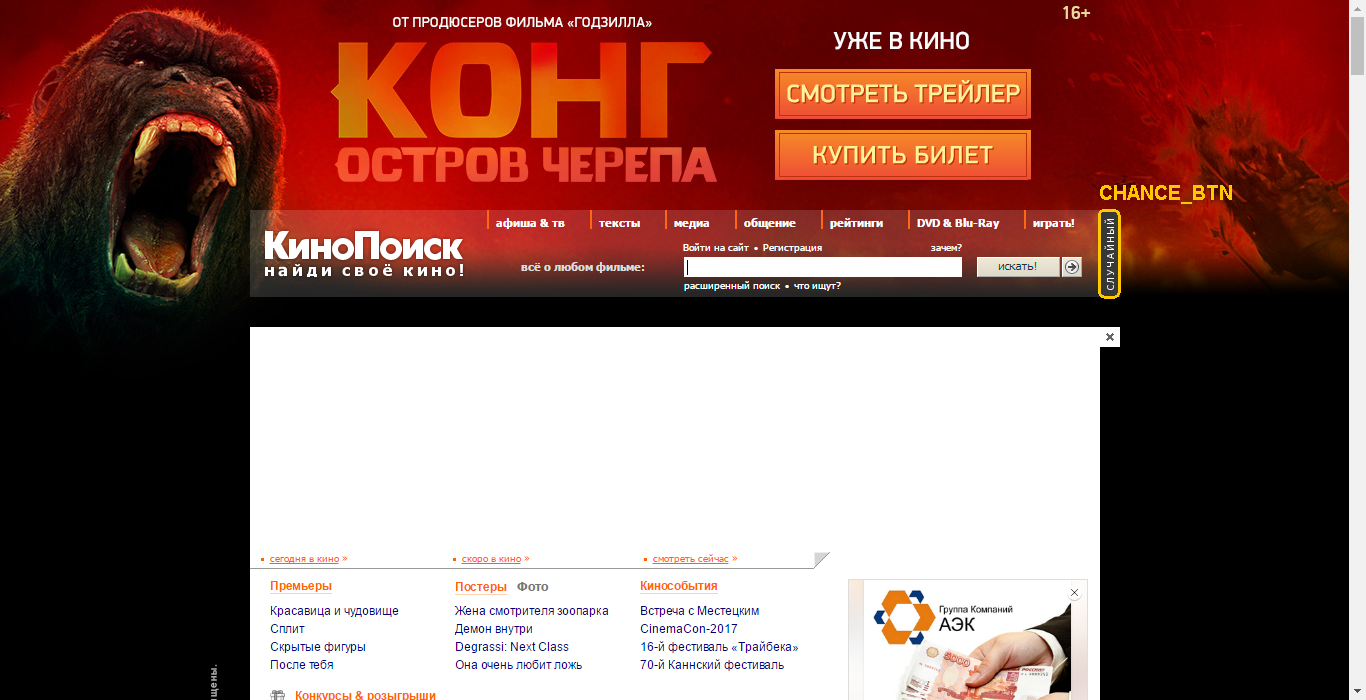 ОТ ПРОДЮСЕРОВ ФИЛЬМА «ГОДЗИЛЛА»
КОНГ
ОСТРОВ ЧЕРЕПА
16+
УЖЕ В КИНО
СМОТРЕТЬ ТРЕЙЛЕР
КУПИТЬ БИЛЕТ
CHANCE_BTN
СЛУЧАЙНЫЙ
афиша & тв тексты медиа общение рейтинги DVD & Blu-Ray играть!
КиноПоиск
найди своё кино!
Войти на сайт • Регистрация зачем?
всё о любом фильме: искать!
расширенный поиск • что ищут?
сегодня в кино » скоро в кино » смотреть сейчас »
Премьеры
Красавица и чудовище
Сплит
Скрытые фигуры
После тебя
Постеры Фото
Жена смотрителя зоопарка
Демон внутри
Degrassi: Next Class
Она очень любит ложь
Кинособытия
Встреча с Местецким
CinemaCon-2017
16-й фестиваль «Трайбека»
70-й Каннский фестиваль
Конкурсы & розыгрыши
Группа Компаний
АЭК
5000